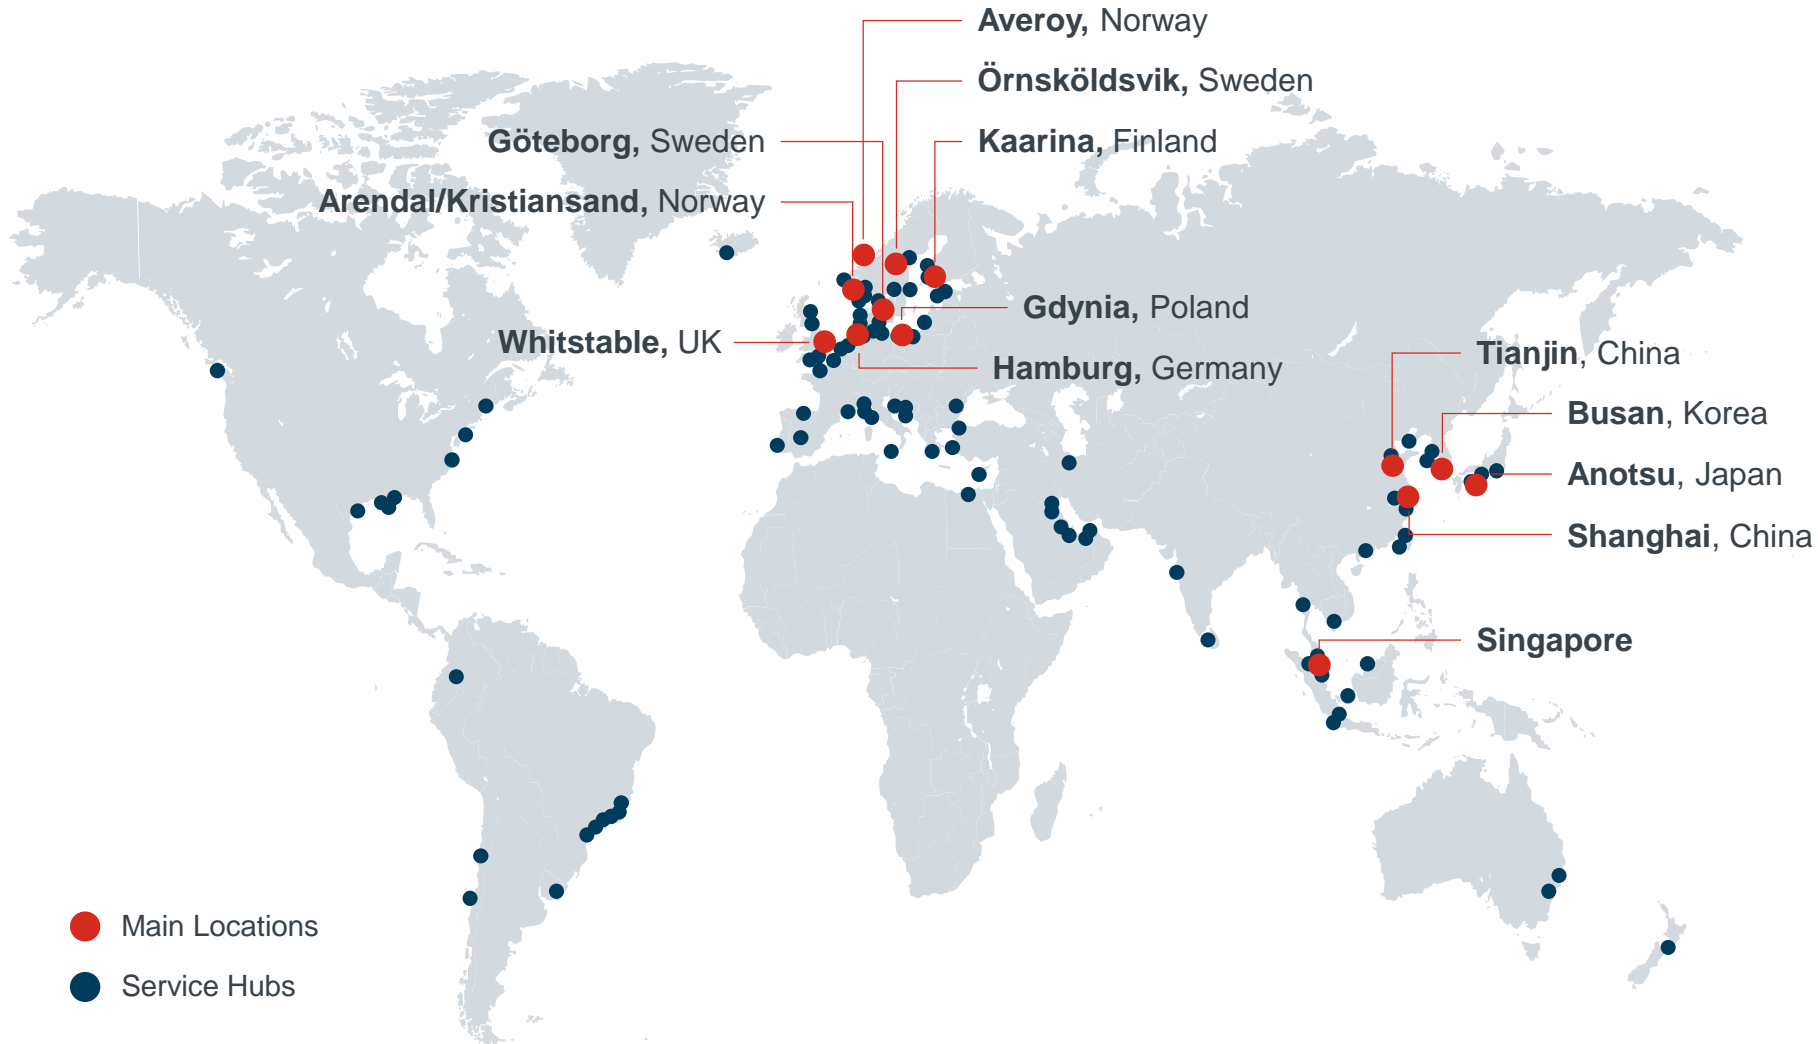 Averoy, Norway
Örnsköldsvik, Sweden
Göteborg, Sweden
Kaarina, Finland
Arendal/Kristiansand, Norway
Gdynia, Poland
Whitstable, UK
Hamburg, Germany
Tianjin, China
Busan, Korea
Anotsu, Japan
Shanghai, China
Singapore
Main Locations
Service Hubs